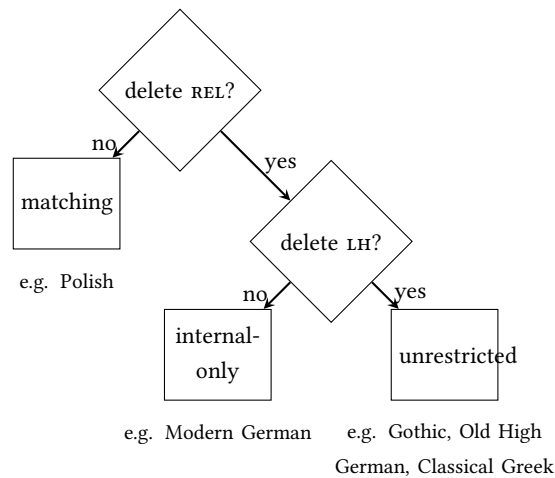 delete REL?
no
yes
matching
delete LH?
e.g. Polish
no
yes
internal-
only
unrestricted
e.g. Modern German
e.g. Gothic, Old High
German, Classical Greek